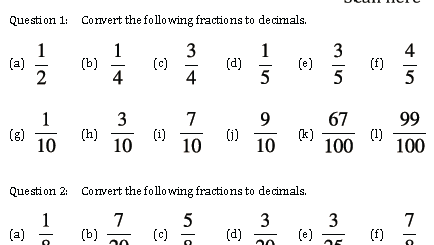 Scan here
Question 1: Convert the following fractions to decimals.
(a) 1/2 (b) 1/4 (c) 3/4 (d) 1/5 (e) 3/5 (f) 4/5
(g) 1/10 (h) 3/10 (i) 7/10 (j) 9/10 (k) 67/100 (l) 99/100
Question 2: Convert the following fractions to decimals.
(a) 1/8 (b) 7/20 (c) 5/8 (d) 3/20 (e) 3/25 (f) 7/8